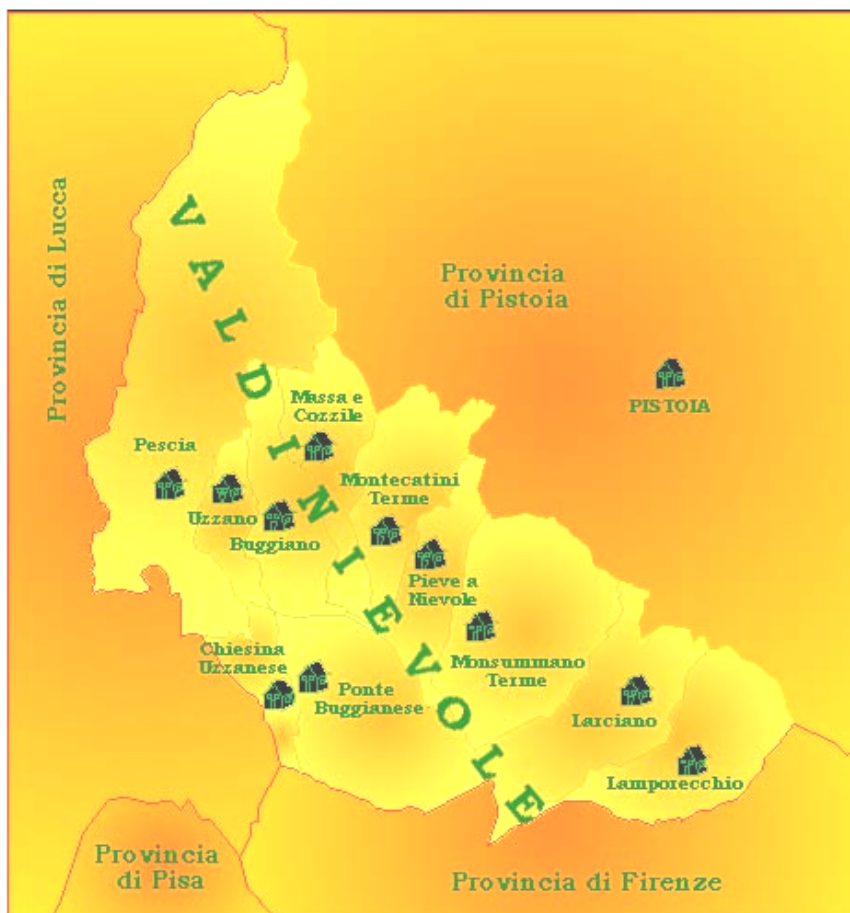 VALDINIEVOLE
Provincia di Lucca
Provincia
di Pistoia
PISTOIA
Massa e
Cozzile
Pescia
Montecatini
Terme
Uzzano
Buggiano
Pieve a
Nievole
Chiesina
Uzzanese
Monsummano
Terme
Ponte
Buggianese
Larciano
Lamporecchio
Provincia
di Pisa
Provincia di Firenze